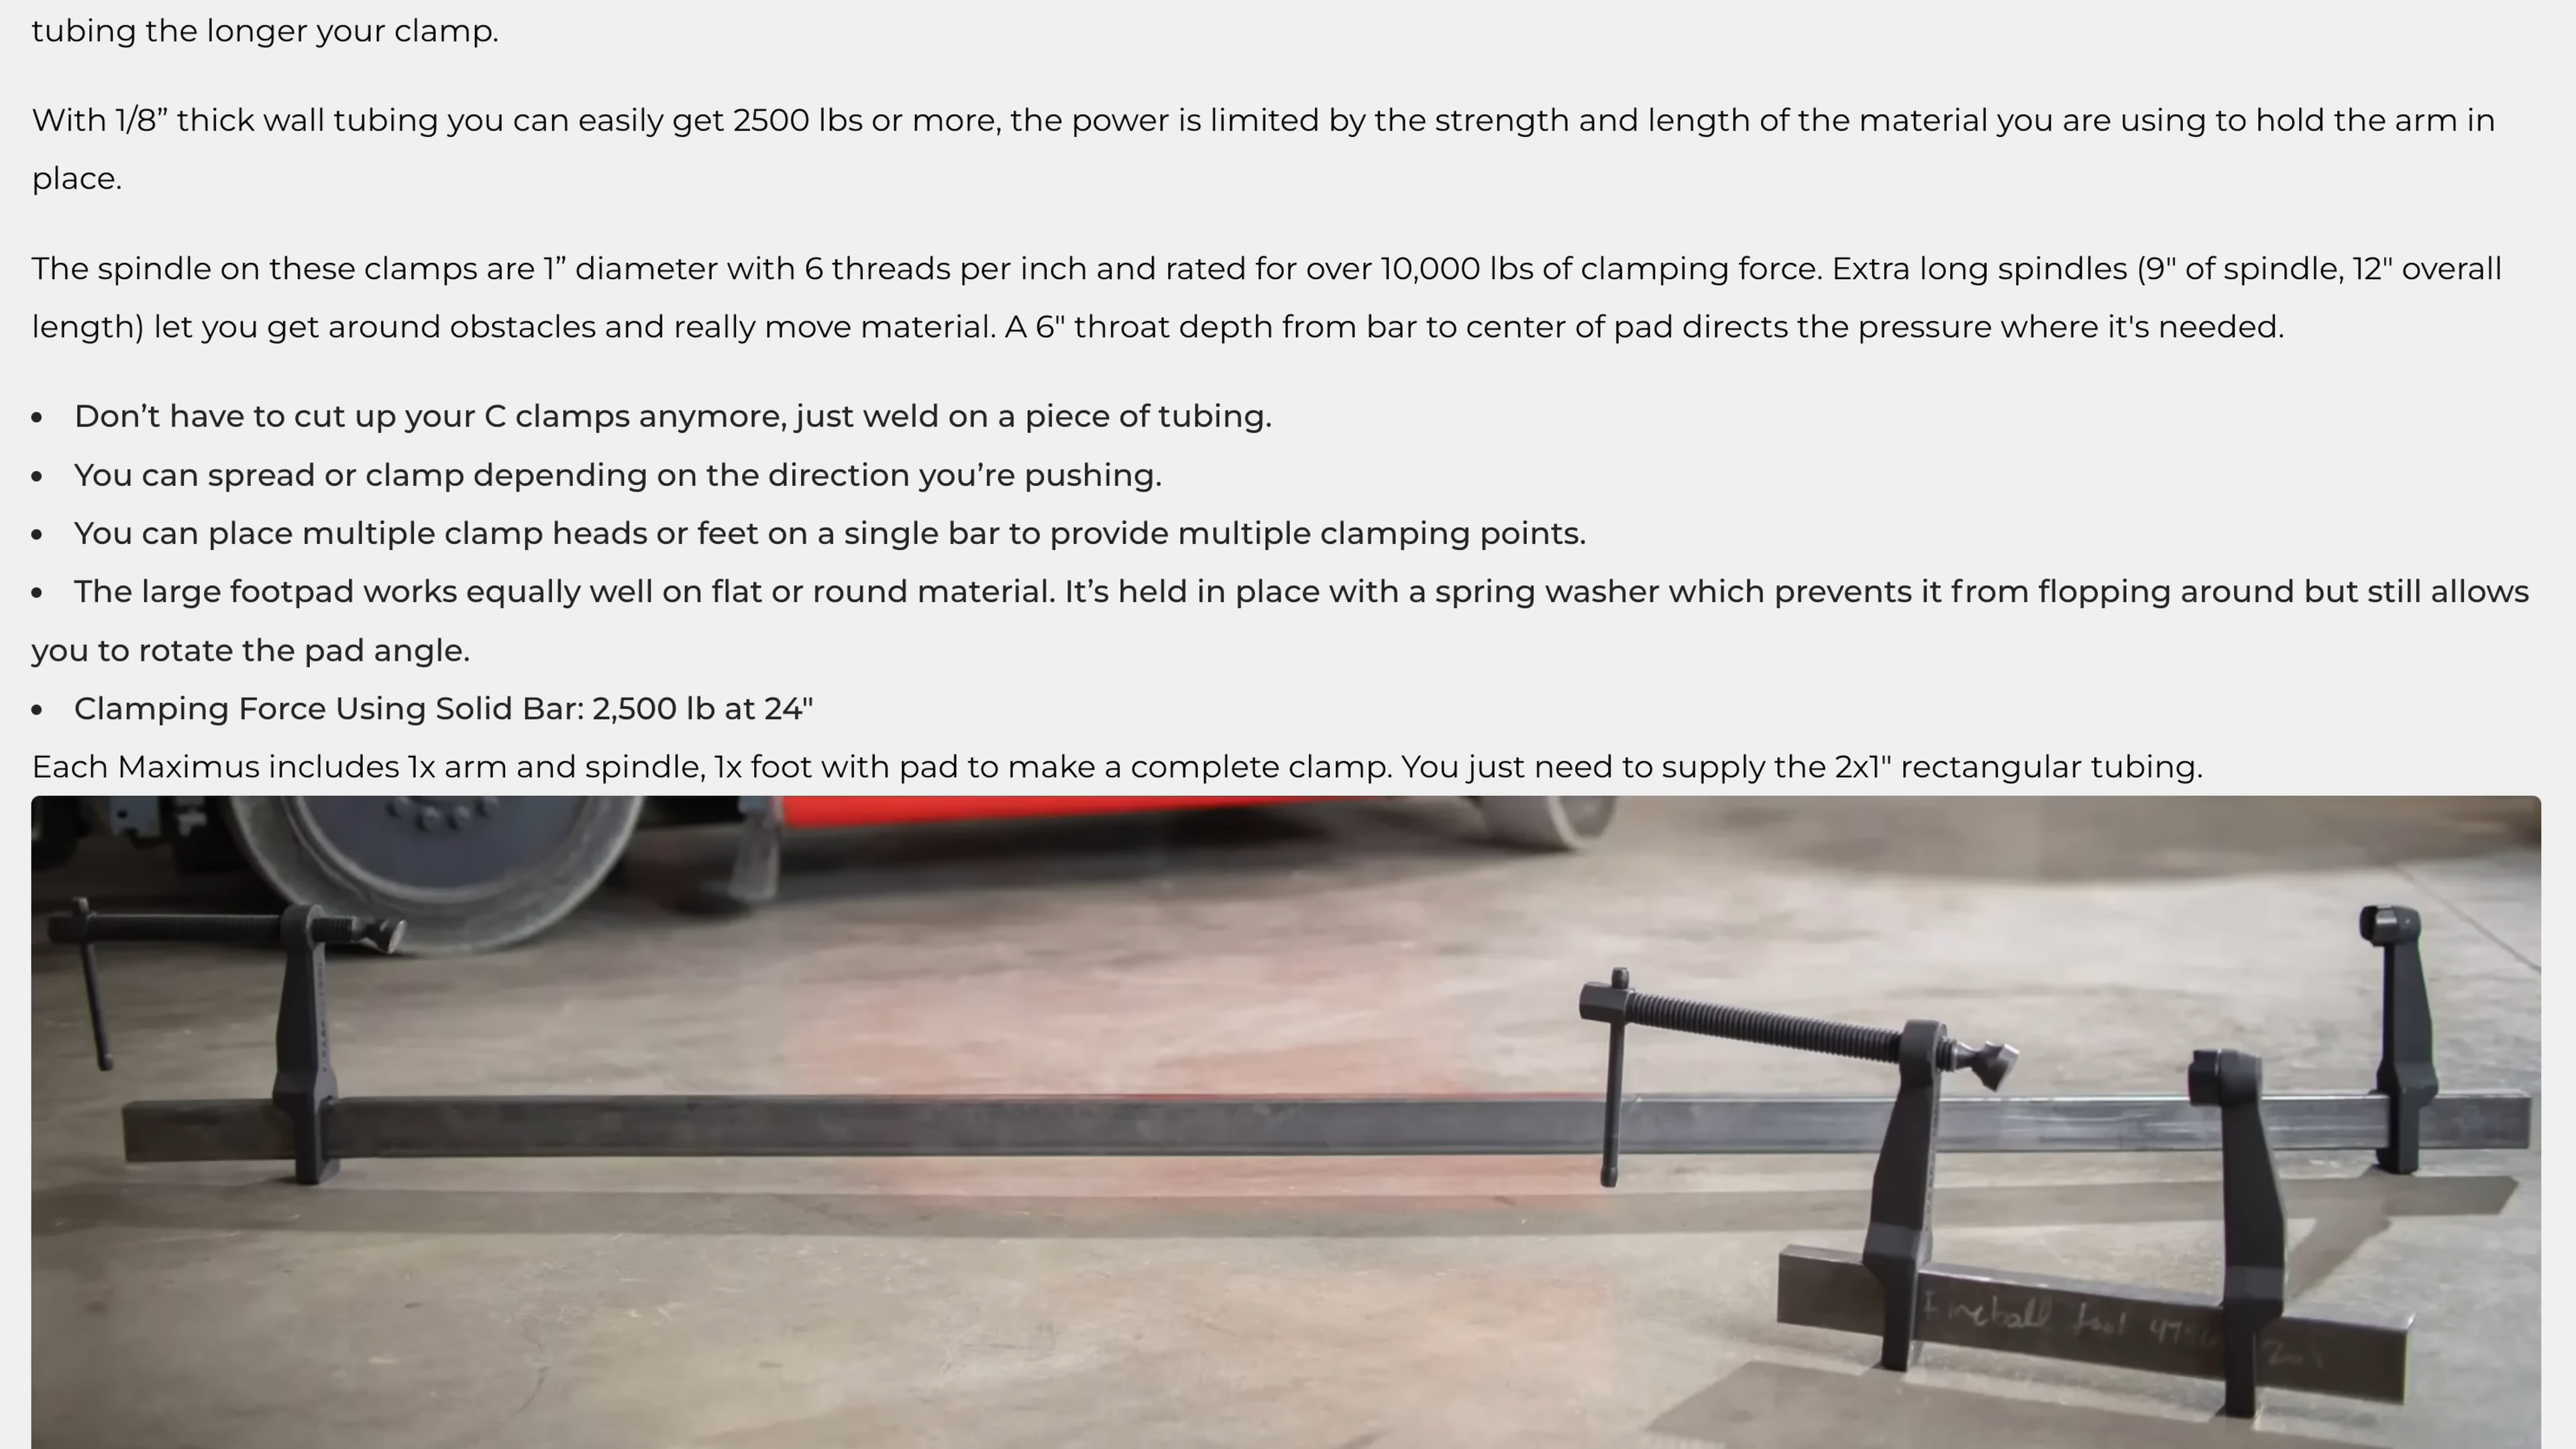 tubing the longer your clamp.
With 1/8” thick wall tubing you can easily get 2500 lbs or more, the power is limited by the strength and length of the material you are using to hold the arm in
place.
The spindle on these clamps are 1” diameter with 6 threads per inch and rated for over 10,000 lbs of clamping force. Extra long spindles (9" of spindle, 12" overall
length) let you get around obstacles and really move material. A 6" throat depth from bar to center of pad directs the pressure where it's needed.
• Don’t have to cut up your C clamps anymore, just weld on a piece of tubing.
• You can spread or clamp depending on the direction you’re pushing.
• You can place multiple clamp heads or feet on a single bar to provide multiple clamping points.
• The large footpad works equally well on flat or round material. It’s held in place with a spring washer which prevents it from flopping around but still allows
you to rotate the pad angle.
• Clamping Force Using Solid Bar: 2,500 lb at 24"
Each Maximus includes 1x arm and spindle, 1x foot with pad to make a complete clamp. You just need to supply the 2x1" rectangular tubing.
Fireball tool